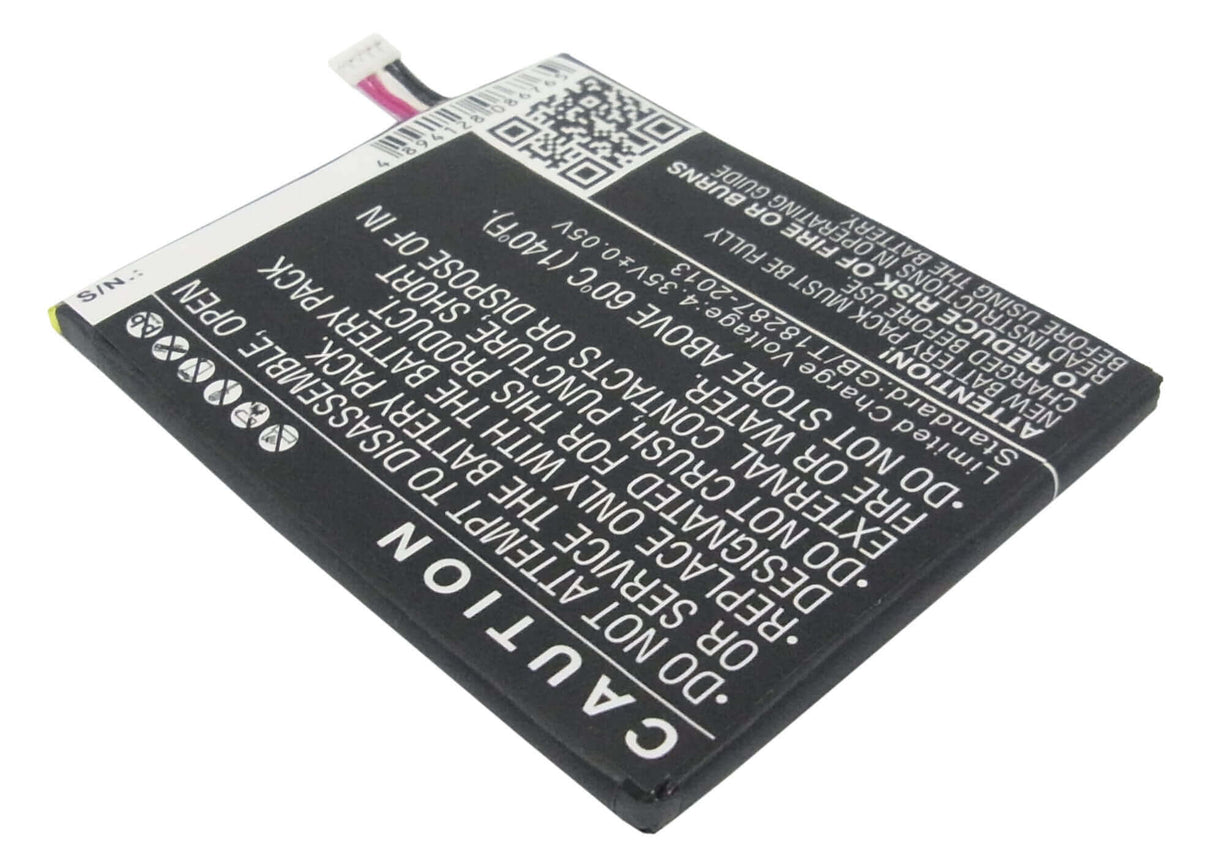 CAUTION
•DO NOT ATTEMPT TO DISASSEMBLE, OPEN
OR SERVICE THE BATTERY PACK.
•REPLACE ONLY WITH THE BATTERY PACK
DESIGNATED FOR THIS PRODUCT.
•DO NOT CRUSH, PUNCTURE, SHORT
EXTERNAL CONTACTS OR DISPOSE OF IN
FIRE OR WATER.
•DO NOT STORE ABOVE 60°C (140°F).
Limited Charge Voltage:4.35V±0.05V
Standard:GB/T18287-2013
ATTENTION!
NEW BATTERY PACK MUST BE FULLY
CHARGED BEFORE USE.
TO REDUCE RISK OF FIRE OR BURNS
READ INSTRUCTIONS IN OPERATING GUIDE
BEFORE USING THE BATTERY.
S/N.:
4 894128 086765